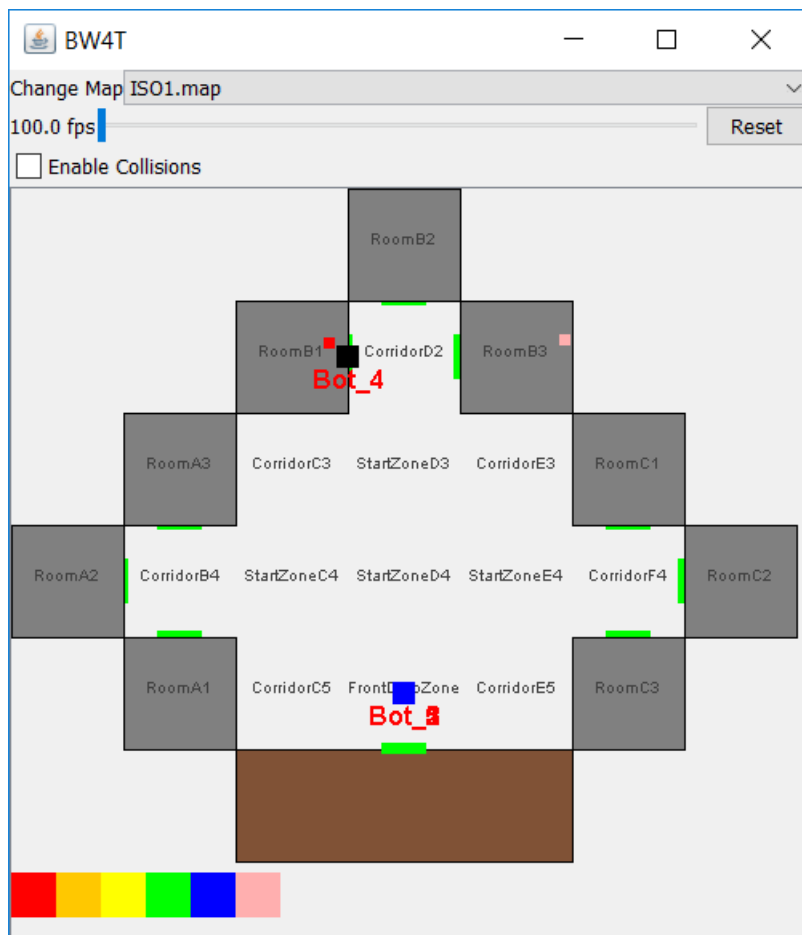 BW4T
Change Map ISO1.map
100.0 fps Reset
Enable Collisions
RoomB2
RoomB1 CorridorD2 RoomB3
Bot_4
RoomA3 CorridorC3 StartZoneD3 CorridorE3 RoomC1
RoomA2 CorridorB4 StartZoneC4 StartZoneD4 StartZoneE4 CorridorF4 RoomC2
RoomA1 CorridorC5 CorridorE5 RoomC3